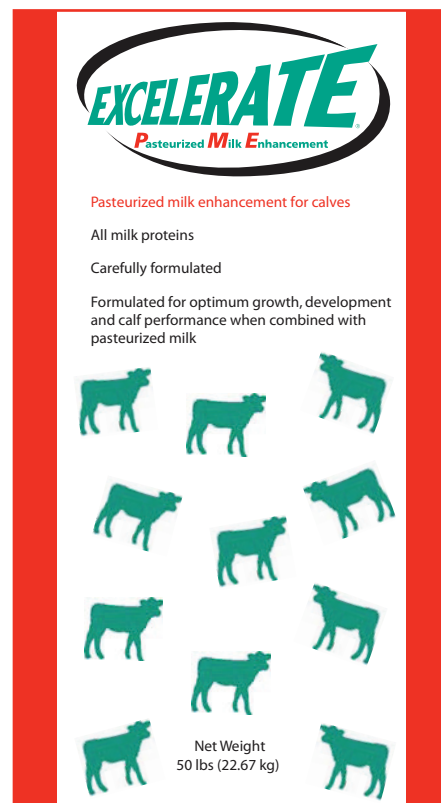 EXCELERATE®
Pasteurized Milk Enhancement
Pasteurized milk enhancement for calves
All milk proteins
Carefully formulated
Formulated for optimum growth, development
and calf performance when combined with
pasteurized milk
Net Weight
50 lbs (22.67 kg)